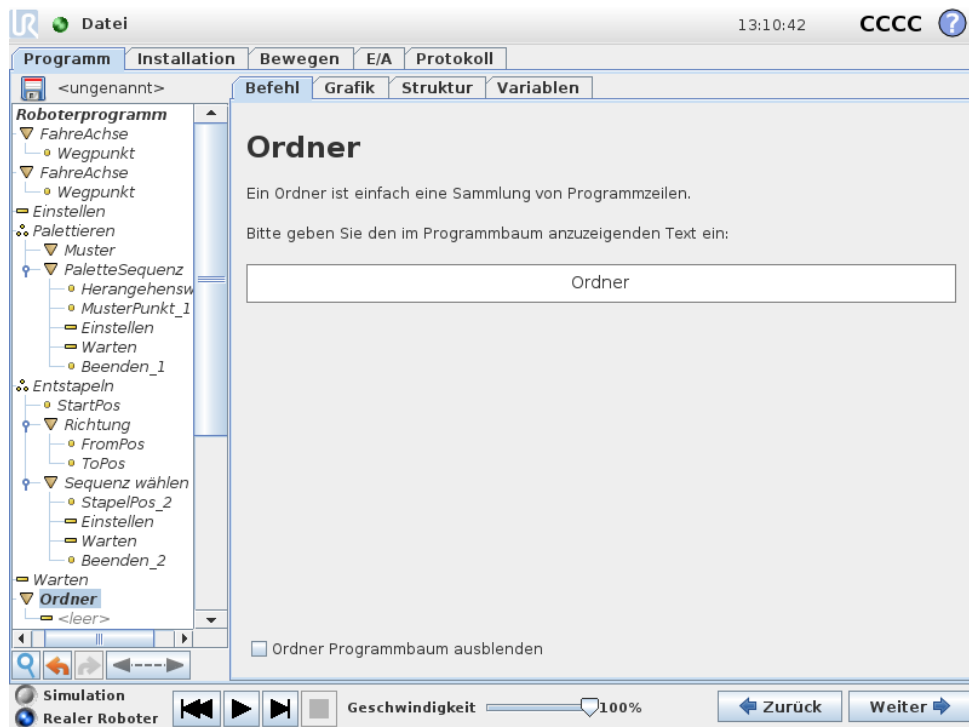 UR Datei 13:10:42 CCCC ?
Programm Installation Bewegen E/A Protokoll
<ungenannt>
Befehl Grafik Struktur Variablen
Roboterprogramm
FahreAchse
Wegpunkt
FahreAchse
Wegpunkt
Einstellen
Palettieren
Muster
PaletteSequenz
Herangehensw
MusterPunkt_1
Einstellen
Warten
Beenden_1
Entstapeln
StartPos
Richtung
FromPos
ToPos
Sequenz wählen
StapelPos_2
Einstellen
Warten
Beenden_2
Warten
Ordner
<leer>
Ordner
Ein Ordner ist einfach eine Sammlung von Programmzeilen.
Bitte geben Sie den im Programmbaum anzuzeigenden Text ein:
Ordner
Ordner Programmbaum ausblenden
Simulation
Realer Roboter
Geschwindigkeit 100%
Zurück Weiter